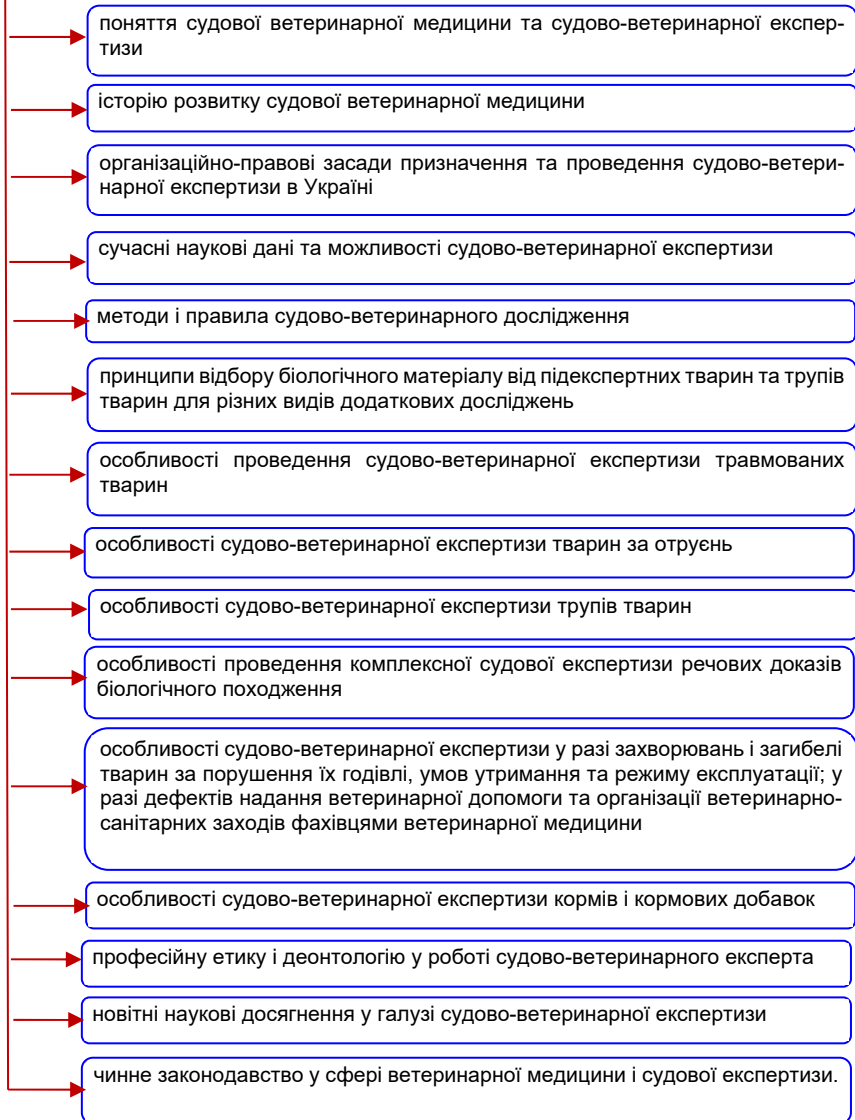 поняття судової ветеринарної медицини та судово-ветеринарної експер-
тизи
історію розвитку судової ветеринарної медицини
організаційно-правові засади призначення та проведення судово-ветери-
нарної експертизи в Україні
сучасні наукові дані та можливості судово-ветеринарної експертизи
методи і правила судово-ветеринарного дослідження
принципи відбору біологічного матеріалу від підекспертних тварин та трупів
тварин для різних видів додаткових досліджень
особливості проведення судово-ветеринарної експертизи травмованих
тварин
особливості судово-ветеринарної експертизи тварин за отруєнь
особливості судово-ветеринарної експертизи трупів тварин
особливості проведення комплексної судової експертизи речових доказів
біологічного походження
особливості судово-ветеринарної експертизи у разі захворювань і загибелі
тварин за порушення їх годівлі, умов утримання та режиму експлуатації; у
разі дефектів надання ветеринарної допомоги та організації ветеринарно-
санітарних заходів фахівцями ветеринарної медицини
особливості судово-ветеринарної експертизи кормів і кормових добавок
професійну етику і деонтологію у роботі судово-ветеринарного експерта
новітні наукові досягнення у галузі судово-ветеринарної експертизи
чинне законодавство у сфері ветеринарної медицини і судової експертизи.